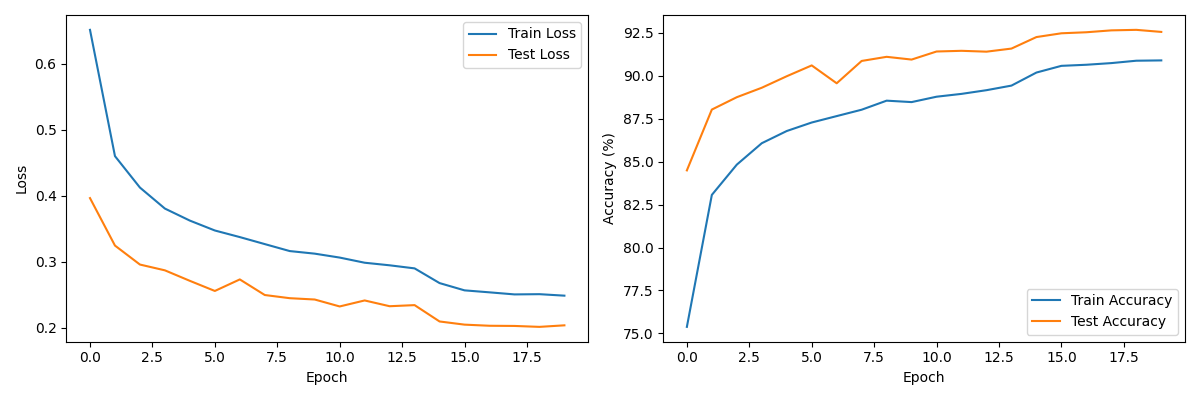 Train Loss
Test Loss
0.6
0.5
0.4
0.3
0.2
Loss
0.0 2.5 5.0 7.5 10.0 12.5 15.0 17.5
Epoch
92.5
90.0
87.5
85.0
82.5
80.0
77.5
75.0
Accuracy (%)
Train Accuracy
Test Accuracy
0.0 2.5 5.0 7.5 10.0 12.5 15.0 17.5
Epoch